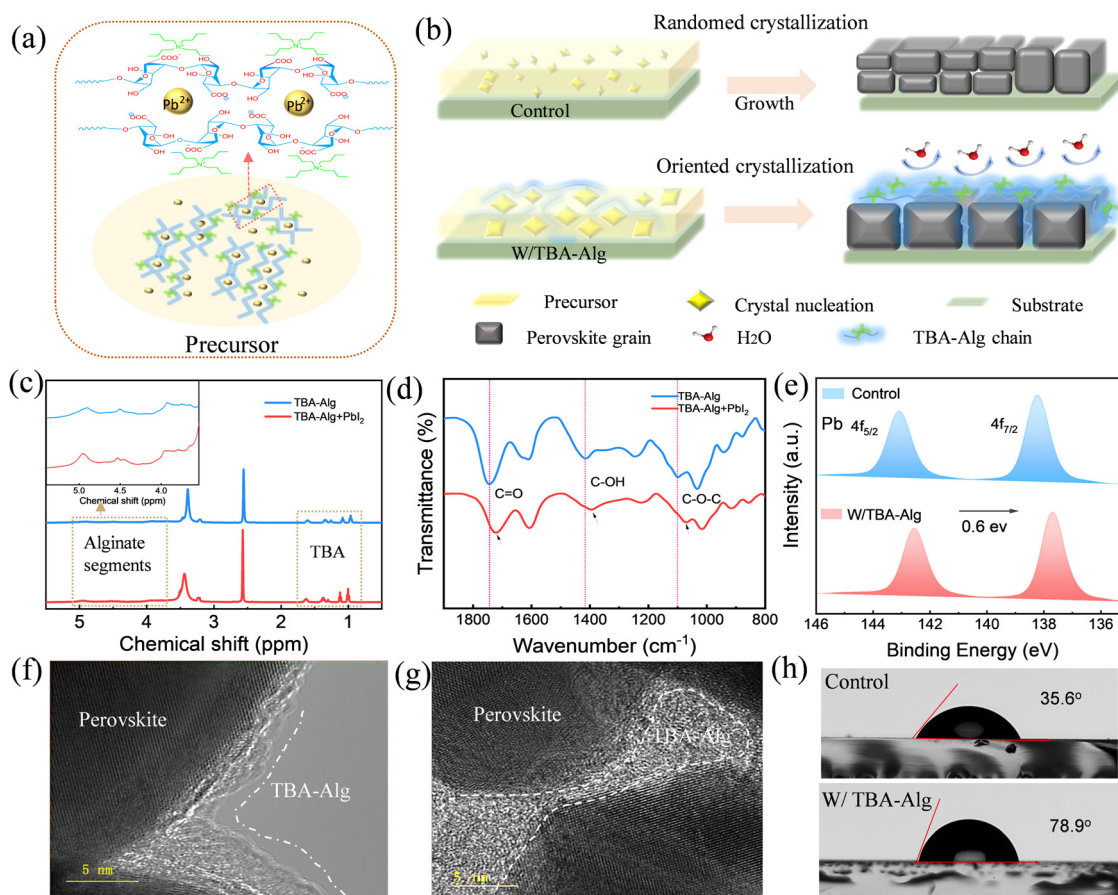 (a)
COO⊖
Pb2+
Pb2+
Precursor
(b)
Randomed crystallization
Control
Growth
Oriented crystallization
W/TBA-Alg
Precursor
Crystal nucleation
Substrate
Perovskite grain
H2O
TBA-Alg chain
(c)
TBA-Alg
TBA-Alg+PbI2
5.0 4.5 4.0
Chemical shift (ppm)
Alginate
segments
TBA
5 4 3 2 1
Chemical shift (ppm)
(d)
TBA-Alg
TBA-Alg+PbI2
C=O
C-OH
C-O-C
Transmittance (%)
1800 1600 1400 1200 1000 800
Wavenumber (cm-1)
(e)
Control
Pb 4f5/2
4f7/2
W/TBA-Alg
0.6 ev
Intensity (a.u.)
146 144 142 140 138 136
Binding Energy (eV)
(f)
Perovskite
TBA-Alg
5 nm
(g)
Perovskite
TBA-Alg
5 nm
(h)
Control
35.6o
W/ TBA-Alg
78.9o